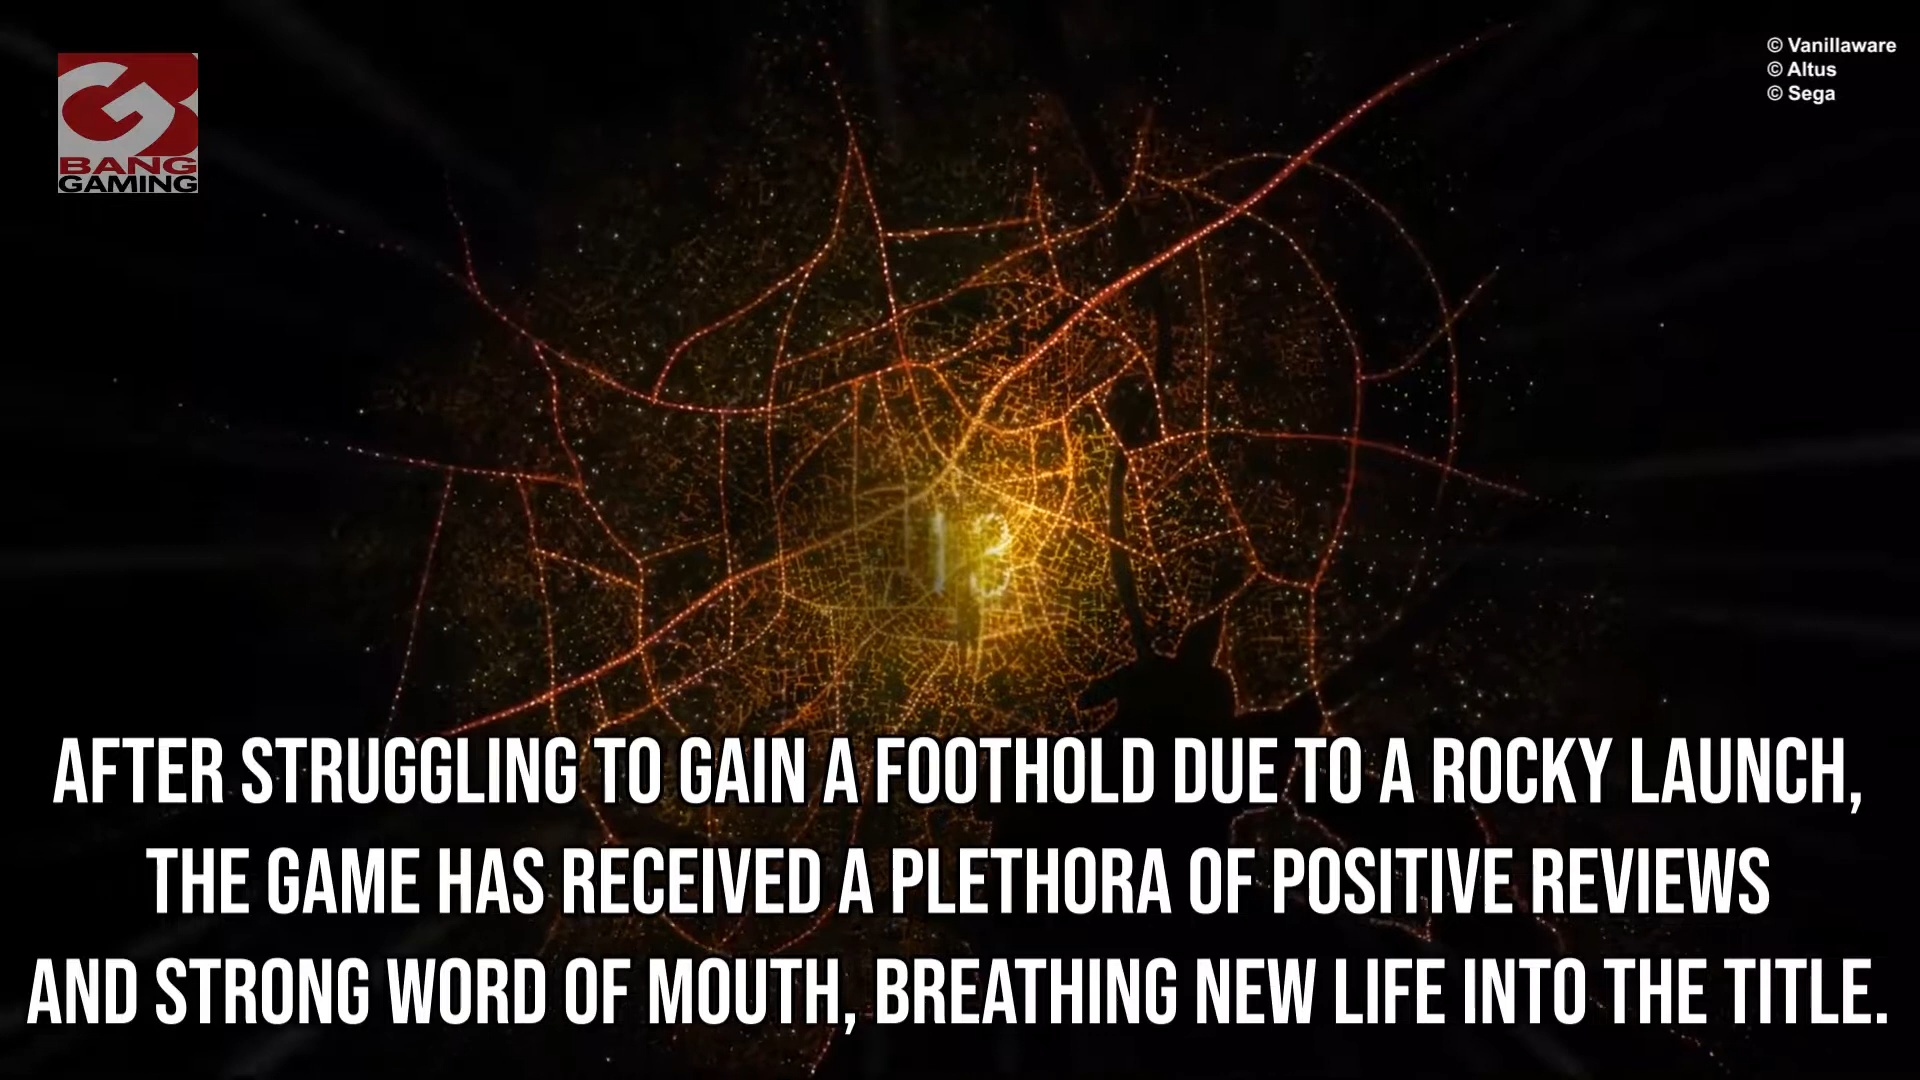 BANG
GAMING
© Vanillaware
© Altus
© Sega
13
AFTER STRUGGLING TO GAIN A FOOTHOLD DUE TO A ROCKY LAUNCH,
THE GAME HAS RECEIVED A PLETHORA OF POSITIVE REVIEWS
AND STRONG WORD OF MOUTH, BREATHING NEW LIFE INTO THE TITLE.